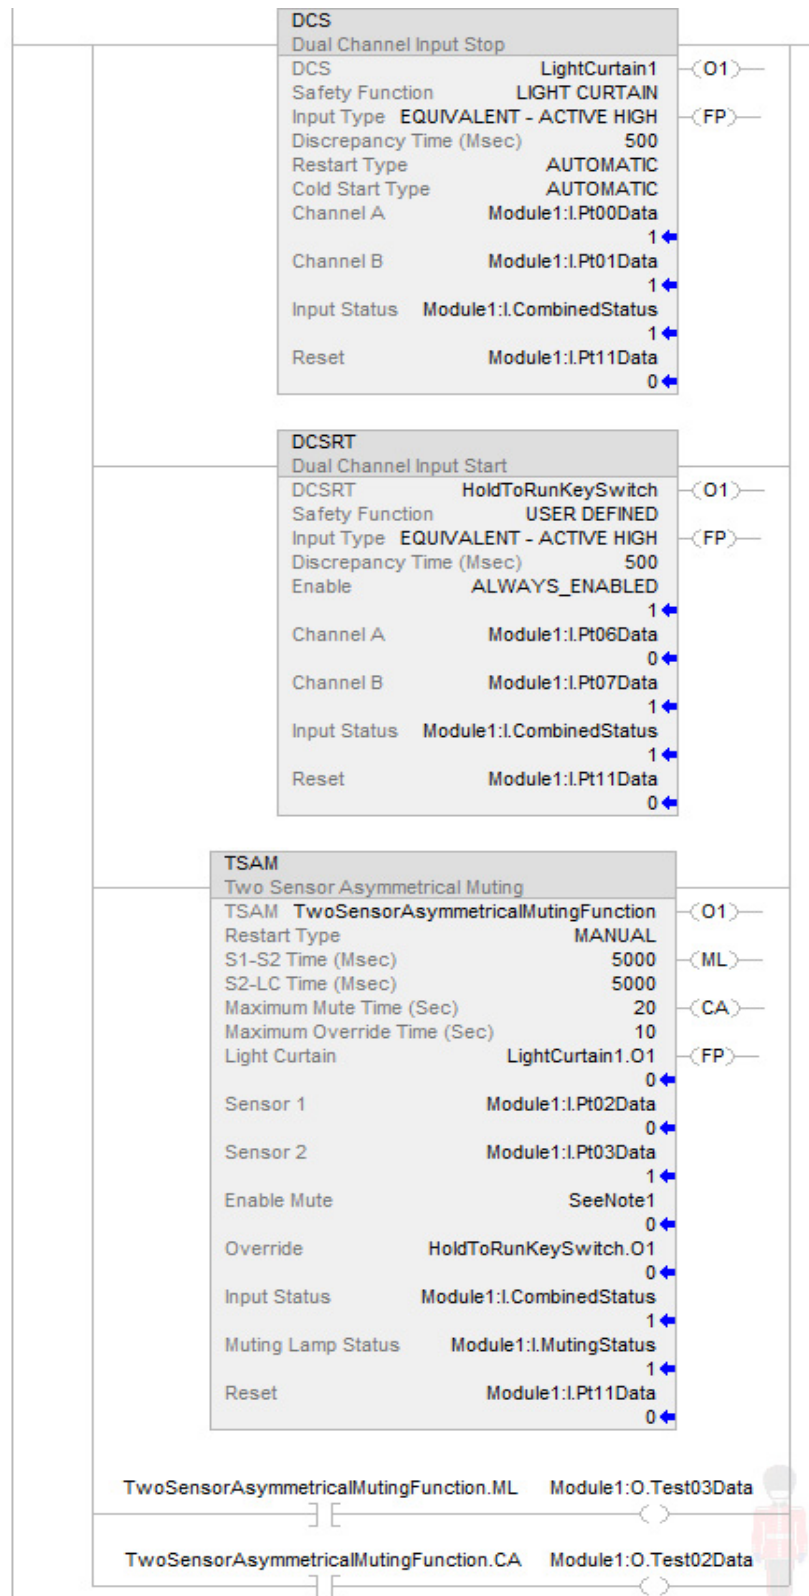 DCS
Dual Channel Input Stop
DCS LightCurtain1 O1
Safety Function LIGHT CURTAIN
Input Type EQUIVALENT - ACTIVE HIGH FP
Discrepancy Time (Msec) 500
Restart Type AUTOMATIC
Cold Start Type AUTOMATIC
Channel A Module1:I.Pt00Data
1
Channel B Module1:I.Pt01Data
1
Input Status Module1:I.CombinedStatus
1
Reset Module1:I.Pt11Data
0
DCSRT
Dual Channel Input Start
DCSRT HoldToRunKeySwitch O1
Safety Function USER DEFINED
Input Type EQUIVALENT - ACTIVE HIGH FP
Discrepancy Time (Msec) 500
Enable ALWAYS_ENABLED
1
Channel A Module1:I.Pt06Data
0
Channel B Module1:I.Pt07Data
1
Input Status Module1:I.CombinedStatus
1
Reset Module1:I.Pt11Data
0
TSAM
Two Sensor Asymmetrical Muting
TSAM TwoSensorAsymmetricalMutingFunction O1
Restart Type MANUAL
S1-S2 Time (Msec) 5000 ML
S2-LC Time (Msec) 5000
Maximum Mute Time (Sec) 20 CA
Maximum Override Time (Sec) 10
Light Curtain LightCurtain1.O1 FP
0
Sensor 1 Module1:I.Pt02Data
0
Sensor 2 Module1:I.Pt03Data
1
Enable Mute SeeNote1
0
Override HoldToRunKeySwitch.O1
0
Input Status Module1:I.CombinedStatus
1
Muting Lamp Status Module1:I.MutingStatus
1
Reset Module1:I.Pt11Data
0
TwoSensorAsymmetricalMutingFunction.ML Module1:O.Test03Data
TwoSensorAsymmetricalMutingFunction.CA Module1:O.Test02Data